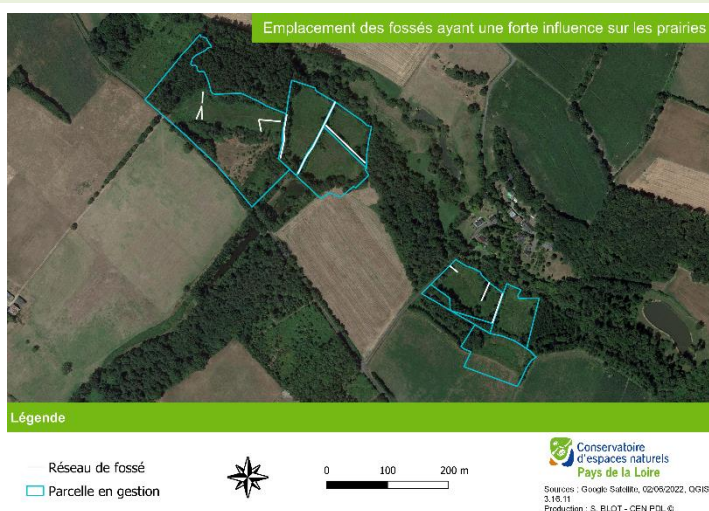 Emplacement des fossés ayant une forte influence sur les prairies
Légende
Réseau de fossé
Parcelle en gestion
0 100 200 m
Conservatoire
d'espaces naturels
Pays de la Loire
Sources : Google Satellite, 02/06/2022, QGIS
3.16.11
Production : S. BLOT - CEN PDL ©